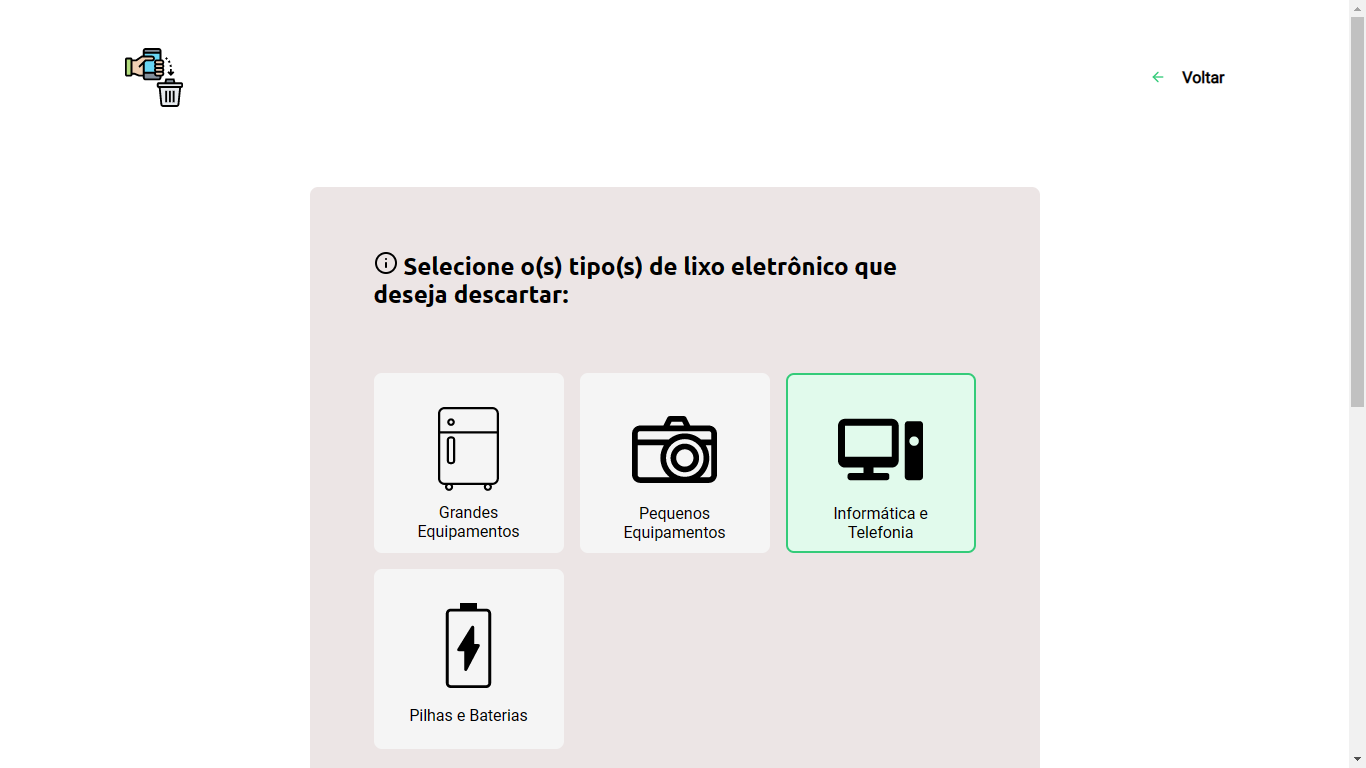 Voltar
Selecione o(s) tipo(s) de lixo eletrônico que
deseja descartar:
Grandes
Equipamentos
Pequenos
Equipamentos
Informática e
Telefonia
Pilhas e Baterias